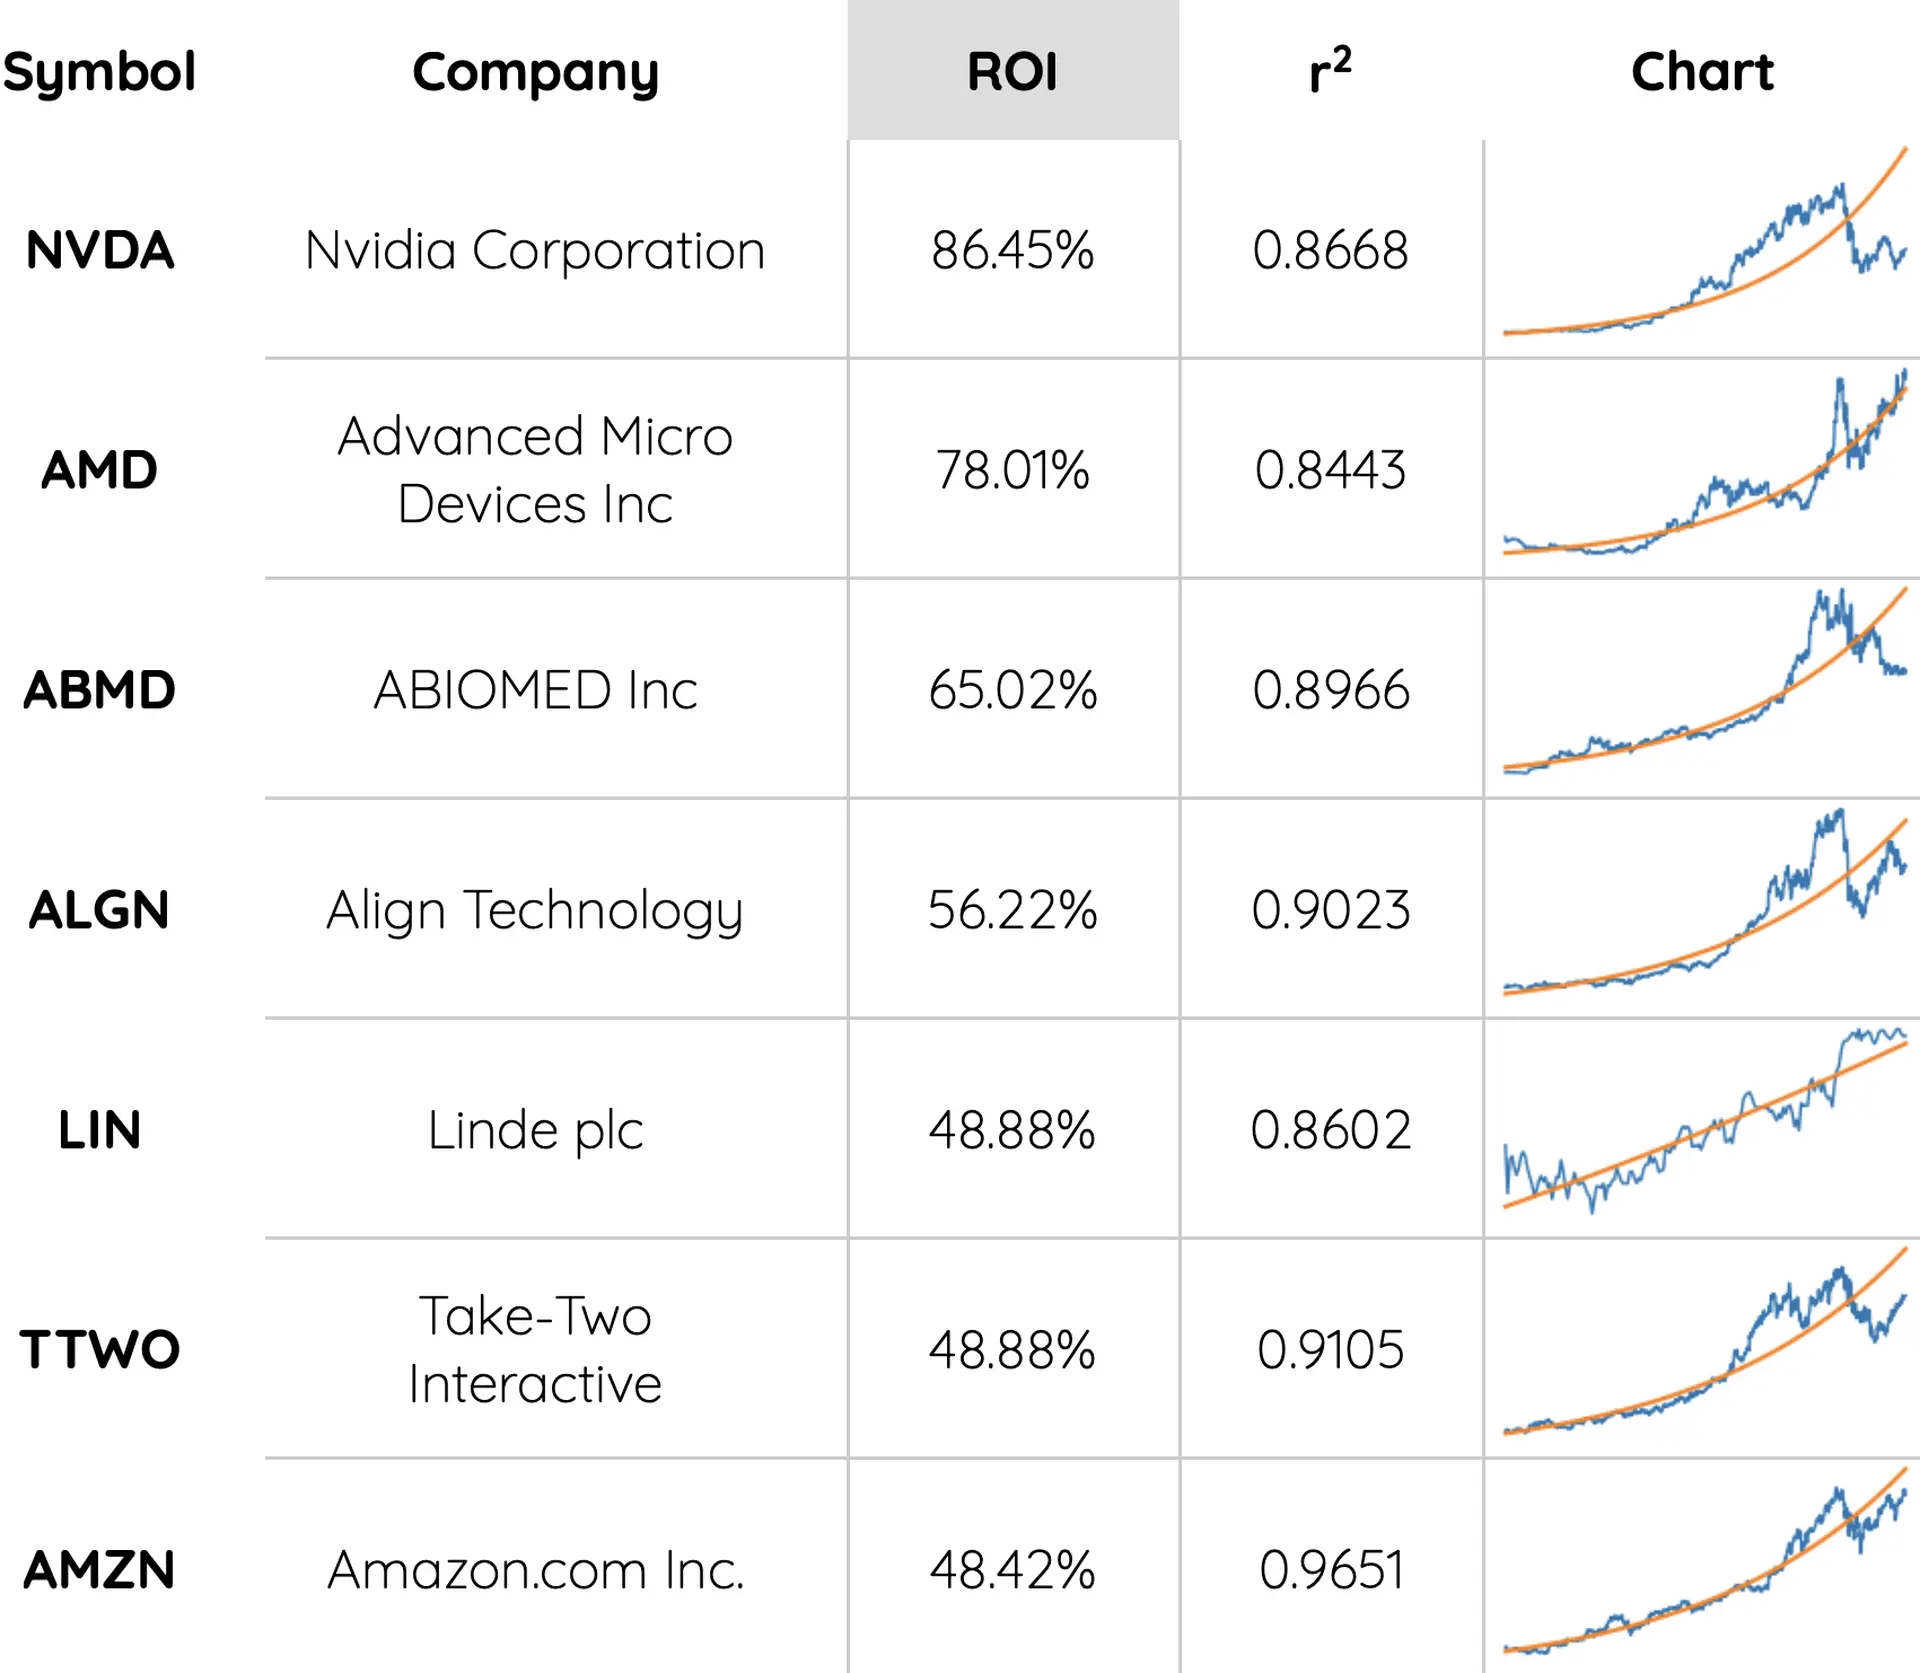 Symbol Company ROI r² Chart
NVDA Nvidia Corporation 86.45% 0.8668
AMD Advanced Micro Devices Inc 78.01% 0.8443
ABMD ABIOMED Inc 65.02% 0.8966
ALGN Align Technology 56.22% 0.9023
LIN Linde plc 48.88% 0.8602
TTWO Take-Two Interactive 48.88% 0.9105
AMZN Amazon.com Inc. 48.42% 0.9651